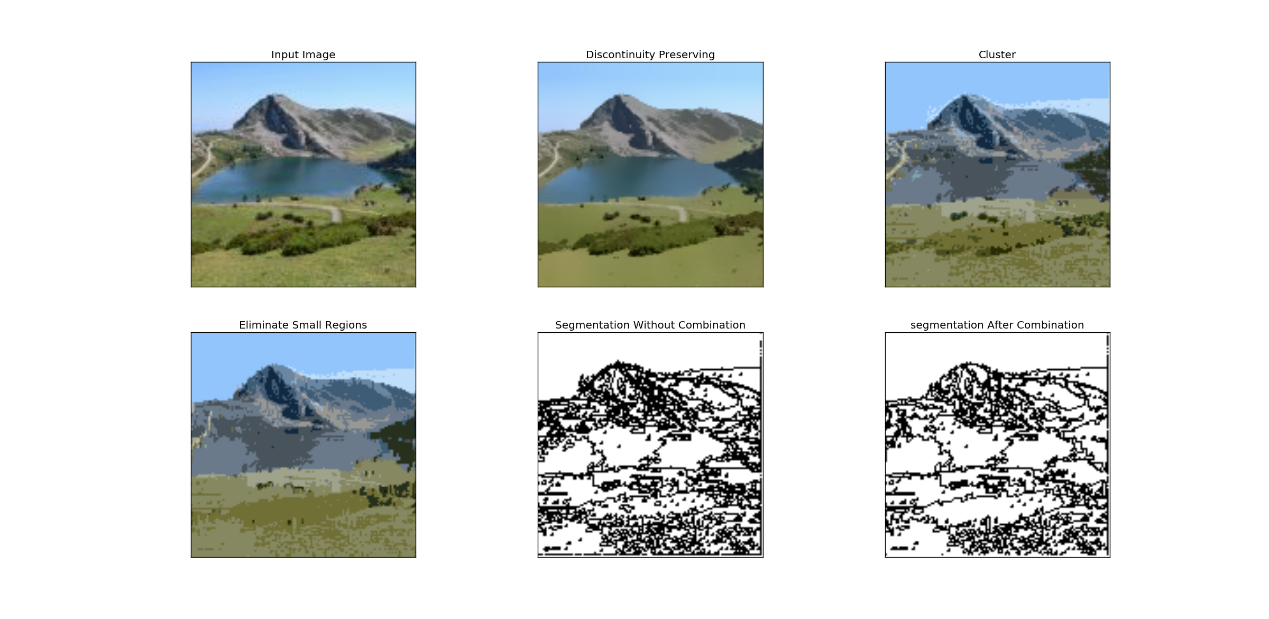 Input Image
Discontinuity Preserving
Cluster
Eliminate Small Regions
Segmentation Without Combination
segmentation After Combination